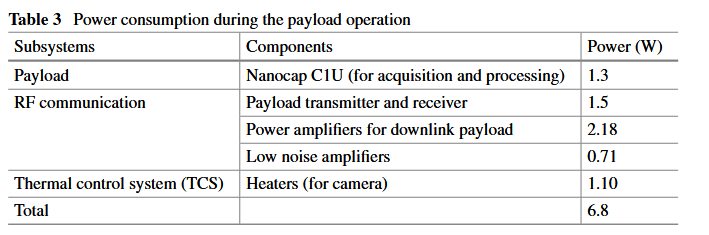 Table 3 Power consumption during the payload operation
Subsystems Components Power (W)
Payload Nanocap C1U (for acquisition and processing) 1.3
RF communication Payload transmitter and receiver 1.5
Power amplifiers for downlink payload 2.18
Low noise amplifiers 0.71
Thermal control system (TCS) Heaters (for camera) 1.10
Total 6.8